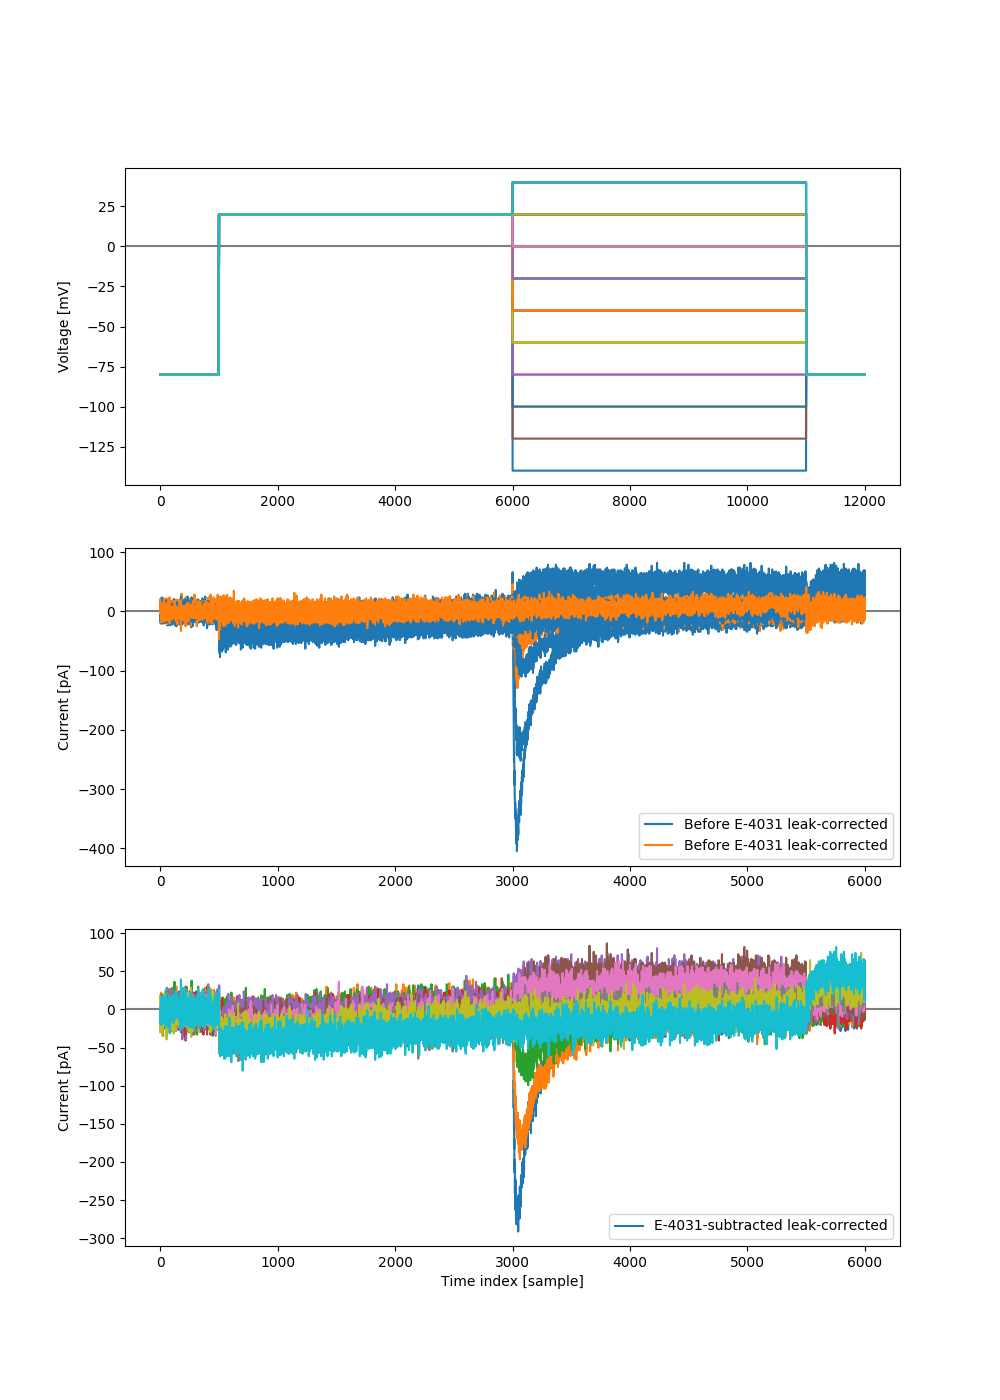 25
0
−25
−50
−75
−100
−125
Voltage [mV]
0 2000 4000 6000 8000 10000 12000
100
0
−100
−200
−300
−400
Current [pA]
Before E-4031 leak-corrected
Before E-4031 leak-corrected
0 1000 2000 3000 4000 5000 6000
100
50
0
−50
−100
−150
−200
−250
−300
Current [pA]
E-4031-subtracted leak-corrected
0 1000 2000 3000 4000 5000 6000
Time index [sample]